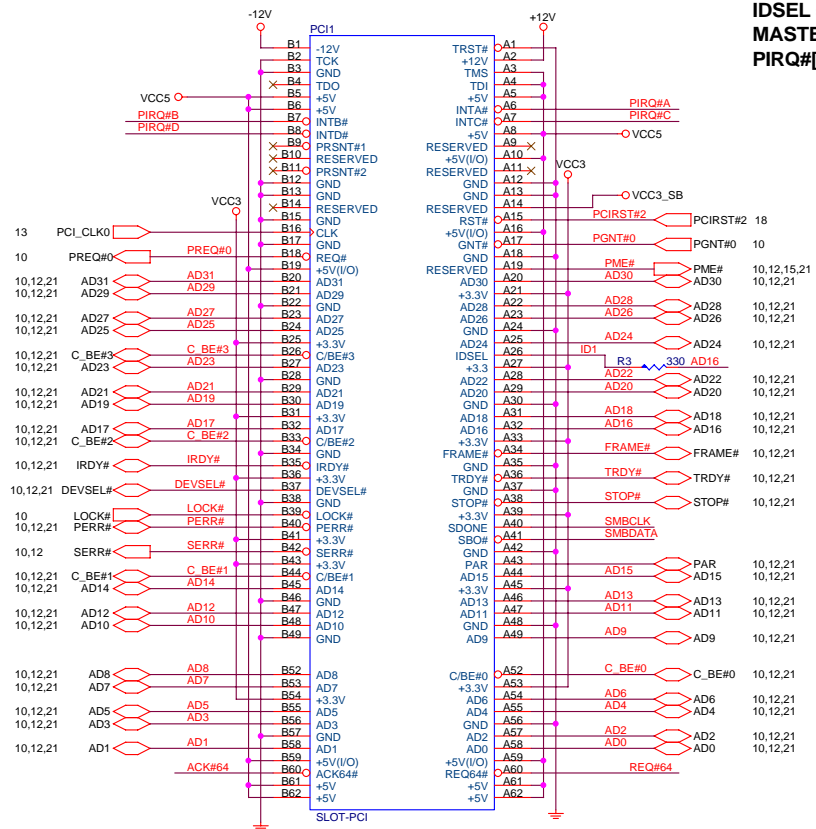 -12V +12V IDSEL
MASTE
PIRQ#[
PCI1
B1 -12V TRST# A1
B2 TCK +12V A2
B3 GND TMS A3
B4 TDO TDI A4
VCC5 B5 +5V +5V A5
B6 +5V INTA# A6 PIRQ#A
PIRQ#B B7 INTB# INTC# A7 PIRQ#C
PIRQ#D B8 INTD# +5V A8 VCC5
B9 PRSNT#1 RESERVED A9
B10 RESERVED +5V(I/O) A10
B11 PRSNT#2 RESERVED A11 VCC3
B12 GND GND A12
B13 GND GND A13
VCC3 B14 RESERVED RESERVED A14 VCC3_SB
B15 GND RST# A15 PCIRST#2 PCIRST#2 18
13 PCI_CLK0 B16 CLK +5V(I/O) A16
B17 GND GNT# A17 PGNT#0 PGNT#0 10
10 PREQ#0 PREQ#0 B18 REQ# GND A18
B19 +5V(I/O) RESERVED A19 PME# PME# 10,12,15,21
10,12,21 AD31 AD31 B20 AD31 AD30 A20 AD30 AD30 10,12,21
10,12,21 AD29 AD29 B21 AD29 +3.3V A21
B22 GND AD28 A22 AD28 AD28 10,12,21
10,12,21 AD27 AD27 B23 AD27 AD26 A23 AD26 AD26 10,12,21
10,12,21 AD25 AD25 B24 AD25 GND A24
B25 +3.3V AD24 A25 AD24 AD24 10,12,21
10,12,21 C_BE#3 C_BE#3 B26 C/BE#3 IDSEL A26 ID1
10,12,21 AD23 AD23 B27 AD23 +3.3 A27 R3 330 AD16
B28 GND AD22 A28 AD22 AD22 10,12,21
10,12,21 AD21 AD21 B29 AD21 AD20 A29 AD20 AD20 10,12,21
10,12,21 AD19 AD19 B30 AD19 GND A30
B31 +3.3V AD18 A31 AD18 AD18 10,12,21
10,12,21 AD17 AD17 B32 AD17 AD16 A32 AD16 AD16 10,12,21
10,12,21 C_BE#2 C_BE#2 B33 C/BE#2 +3.3V A33
B34 GND FRAME# A34 FRAME# FRAME# 10,12,21
10,12,21 IRDY# IRDY# B35 IRDY# GND A35
B36 +3.3V TRDY# A36 TRDY# TRDY# 10,12,21
10,12,21 DEVSEL# DEVSEL# B37 DEVSEL# GND A37
B38 GND STOP# A38 STOP# STOP# 10,12,21
10 LOCK# LOCK# B39 LOCK# +3.3V A39
10,12,21 PERR# PERR# B40 PERR# SDONE A40 SMBCLK
B41 +3.3V SBO# A41 SMBDATA
10,12 SERR# SERR# B42 SERR# GND A42
B43 +3.3V PAR A43 PAR 10,12,21
10,12,21 C_BE#1 C_BE#1 B44 C/BE#1 AD15 A44 AD15 AD15 10,12,21
10,12,21 AD14 AD14 B45 AD14 +3.3V A45
B46 GND AD13 A46 AD13 AD13 10,12,21
10,12,21 AD12 AD12 B47 AD12 AD11 A47 AD11 AD11 10,12,21
10,12,21 AD10 AD10 B48 AD10 GND A48
B49 GND AD9 A49 AD9 AD9 10,12,21
10,12,21 AD8 AD8 B52 AD8 C/BE#0 A52 C_BE#0 C_BE#0 10,12,21
10,12,21 AD7 AD7 B53 AD7 +3.3V A53
B54 +3.3V AD6 A54 AD6 AD6 10,12,21
10,12,21 AD5 AD5 B55 AD5 AD4 A55 AD4 AD4 10,12,21
10,12,21 AD3 AD3 B56 AD3 GND A56
B57 GND AD2 A57 AD2 AD2 10,12,21
10,12,21 AD1 AD1 B58 AD1 AD0 A58 AD0 AD0 10,12,21
B59 +5V(I/O) +5V(I/O) A59
ACK#64 B60 ACK64# REQ64# A60 REQ#64
B61 +5V +5V A61
B62 +5V +5V A62
SLOT-PCI